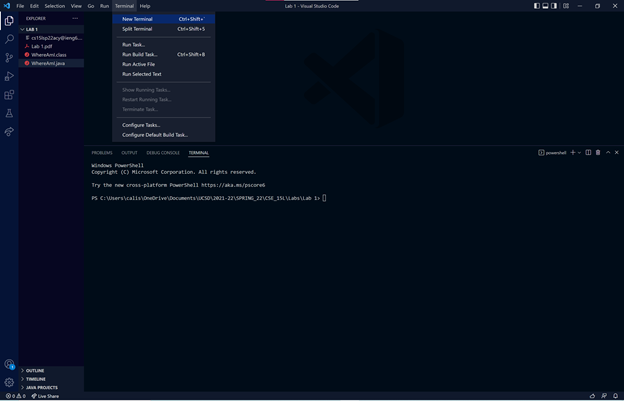 File Edit Selection View Go Run Terminal Help
Lab 1 - Visual Studio Code
EXPLORER ...
LAB 1
cs15lsp22acy@ieng6...
Lab 1.pdf
WhereAmI.class
WhereAmI.java
New Terminal Ctrl+Shift+`
Split Terminal Ctrl+Shift+5
Run Task...
Run Build Task... Ctrl+Shift+B
Run Active File
Run Selected Text
Show Running Tasks...
Restart Running Task...
Terminate Task...
Configure Tasks...
Configure Default Build Task...
PROBLEMS OUTPUT DEBUG CONSOLE TERMINAL
powershell
Windows PowerShell
Copyright (C) Microsoft Corporation. All rights reserved.
Try the new cross-platform PowerShell https://aka.ms/pscore6
PS C:\Users\calis\OneDrive\Documents\UCSD\2021-22\SPRING_22\CSE_15L\Labs\Lab 1>
OUTLINE
TIMELINE
JAVA PROJECTS
0 0 Live Share